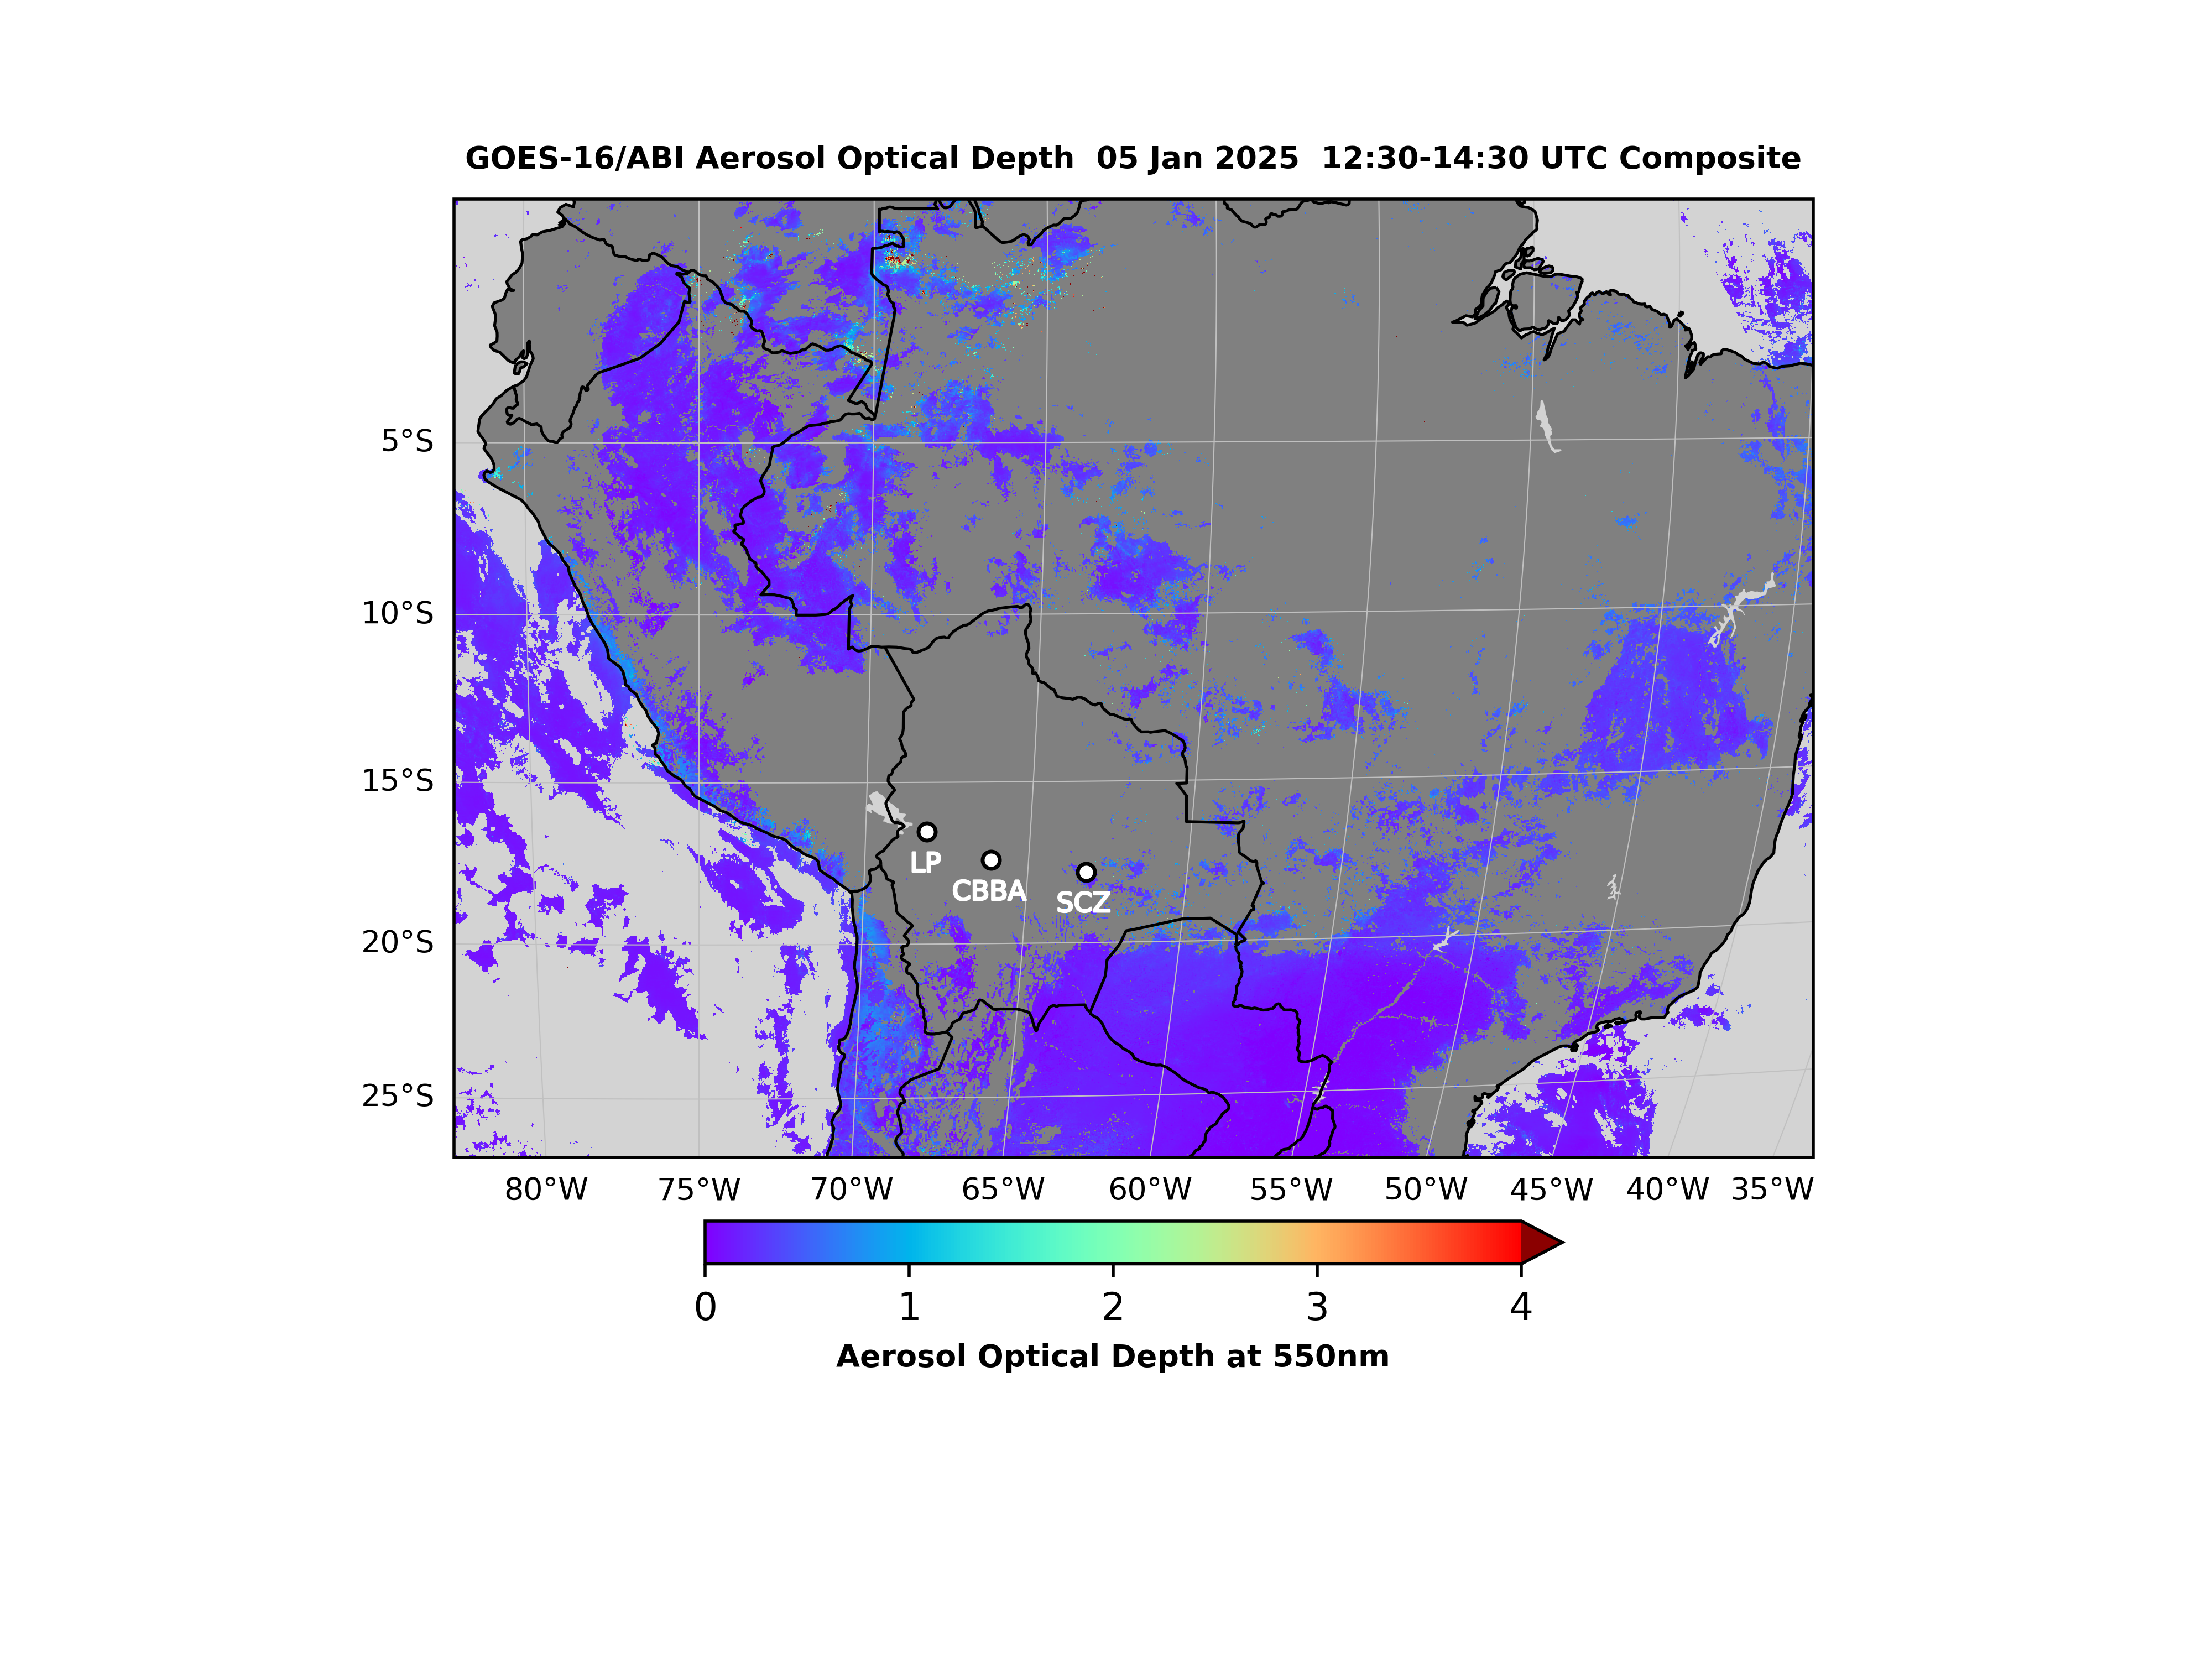 GOES-16/ABI Aerosol Optical Depth  05 Jan 2025  12:30-14:30 UTC Composite
5°S
10°S
15°S
LP
CBBA
SCZ
20°S
25°S
80°W 75°W 70°W 65°W 60°W 55°W 50°W 45°W 40°W 35°W
0 1 2 3 4
Aerosol Optical Depth at 550nm